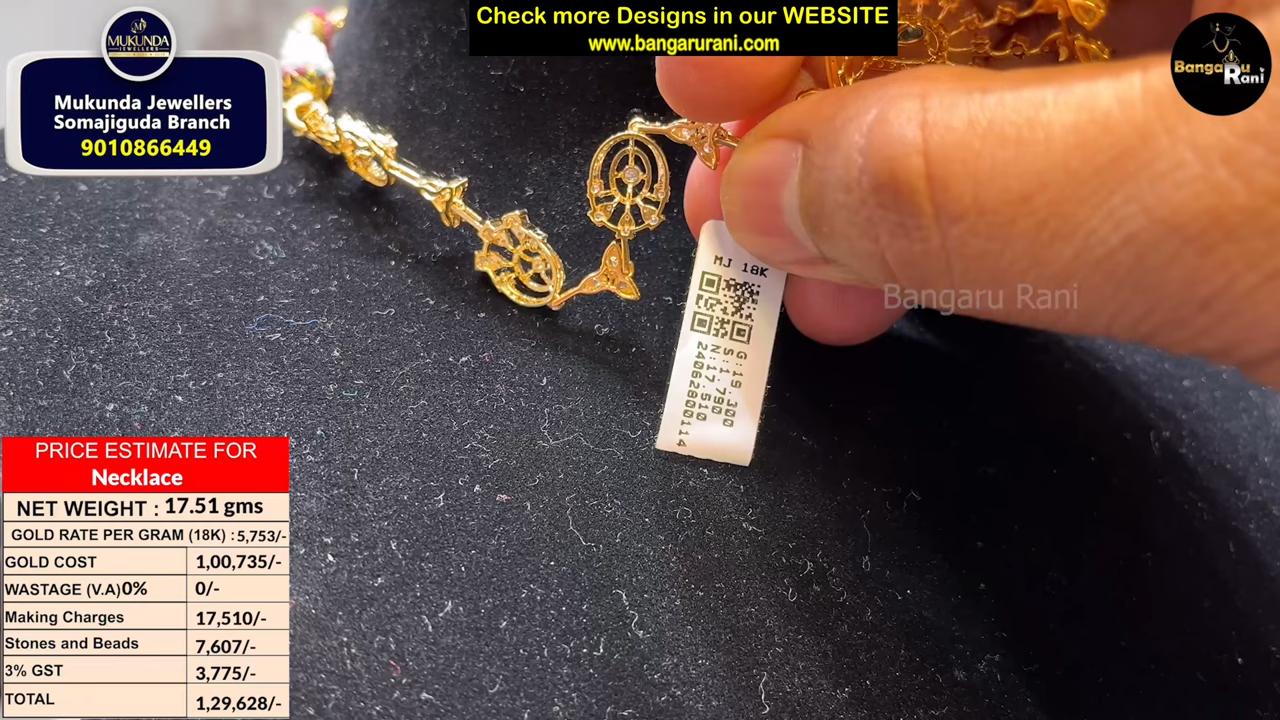 Check more Designs in our WEBSITE
www.bangarurani.com
MUKUNDA
JEWELLERS
Mukunda Jewellers
Somajiguda Branch
9010866449
Bangaru
Rani
MJ 18K
G:19.300
S:1.790
N:17.510
24062800114
Bangaru Rani
PRICE ESTIMATE FOR
Necklace
NET WEIGHT : 17.51 gms
GOLD RATE PER GRAM (18K) : 5,753/-
GOLD COST 1,00,735/-
WASTAGE (V.A)0% 0/-
Making Charges 17,510/-
Stones and Beads 7,607/-
3% GST 3,775/-
TOTAL 1,29,628/-